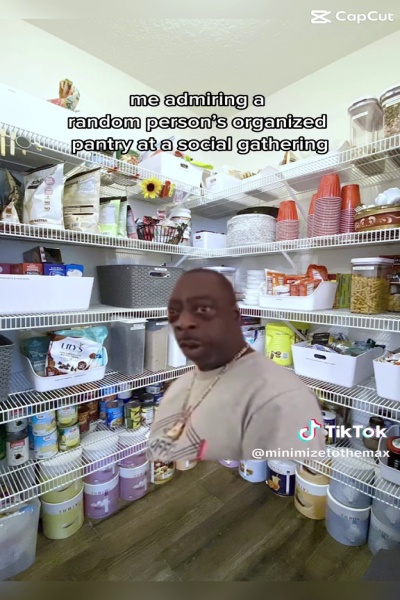 CapCut
me admiring a
random person's organized
pantry at a social gathering
TikTok
@minimizetothemax